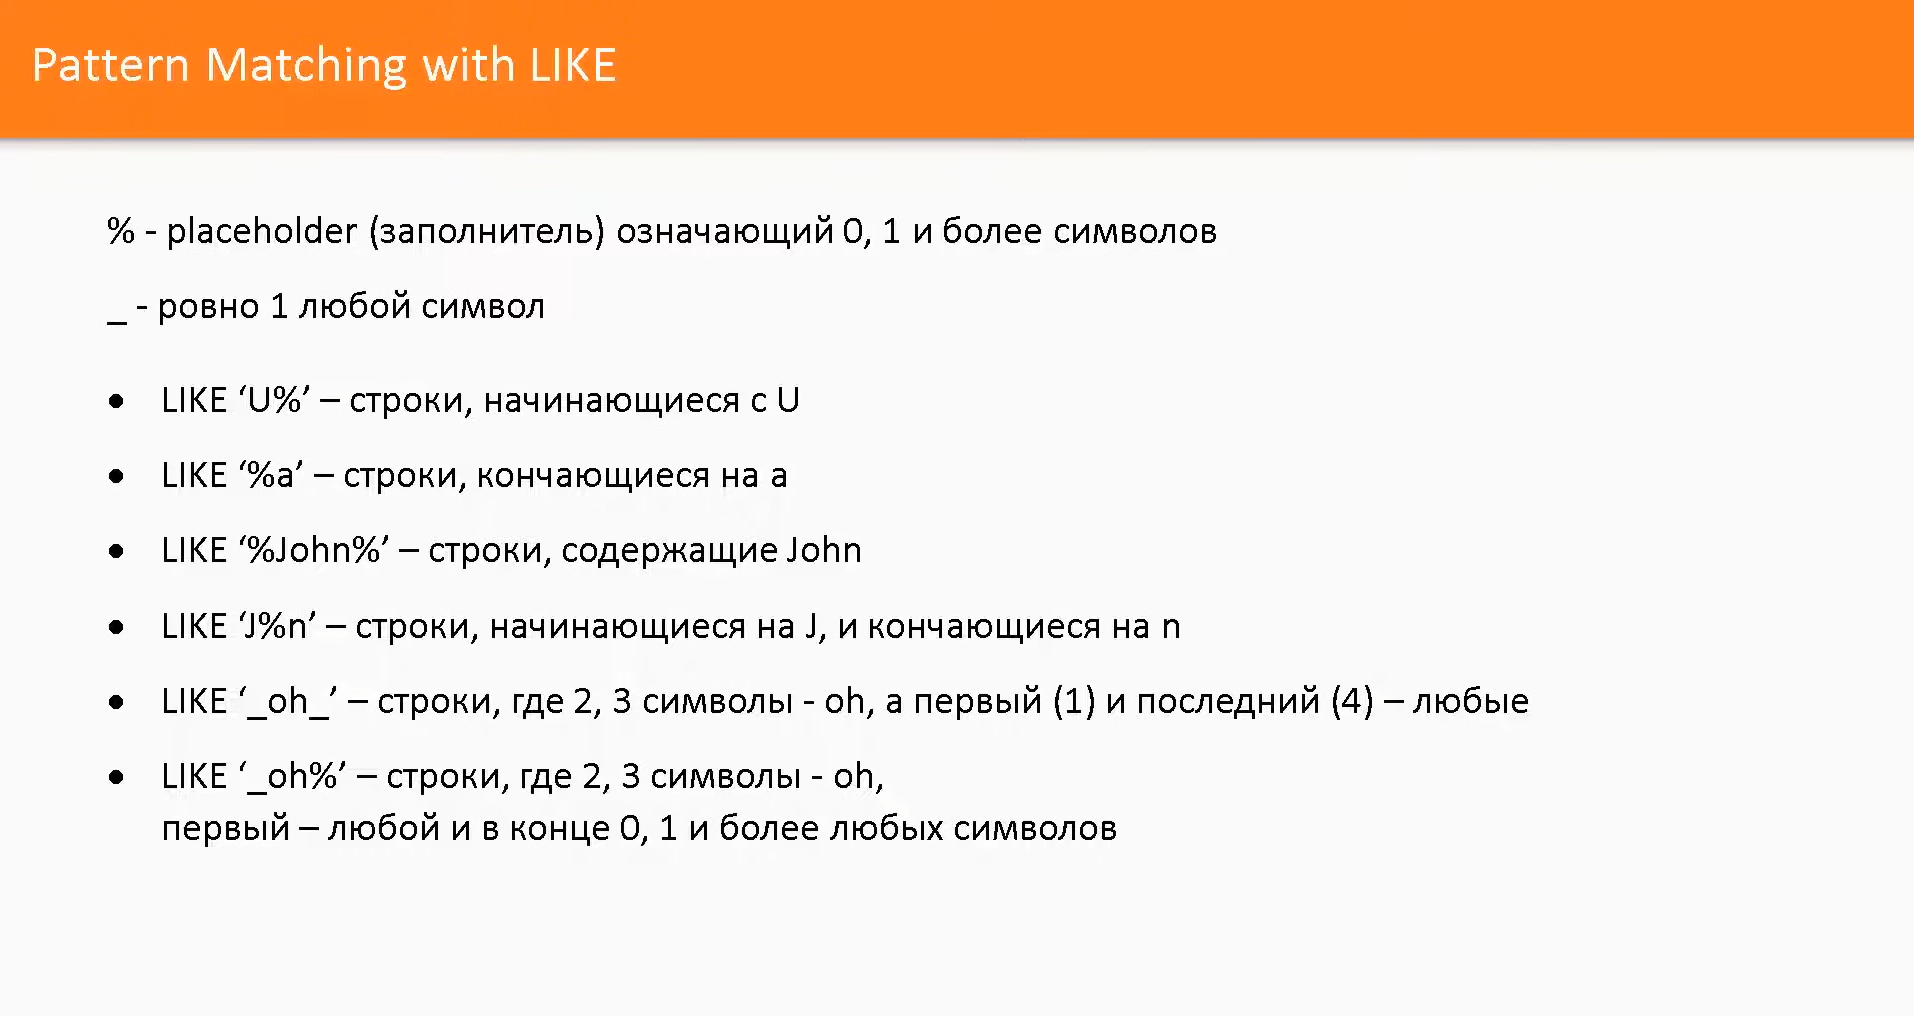 Pattern Matching with LIKE
% - placeholder (заполнитель) означающий 0, 1 и более символов
_ - ровно 1 любой символ
• LIKE ‘U%’ – строки, начинающиеся с U
• LIKE ‘%a’ – строки, кончающиеся на a
• LIKE ‘%John%’ – строки, содержащие John
• LIKE ‘J%n’ – строки, начинающиеся на J, и кончающиеся на n
• LIKE ‘_oh_’ – строки, где 2, 3 символы - oh, а первый (1) и последний (4) – любые
• LIKE ‘_oh%’ – строки, где 2, 3 символы - oh,
первый – любой и в конце 0, 1 и более любых символов